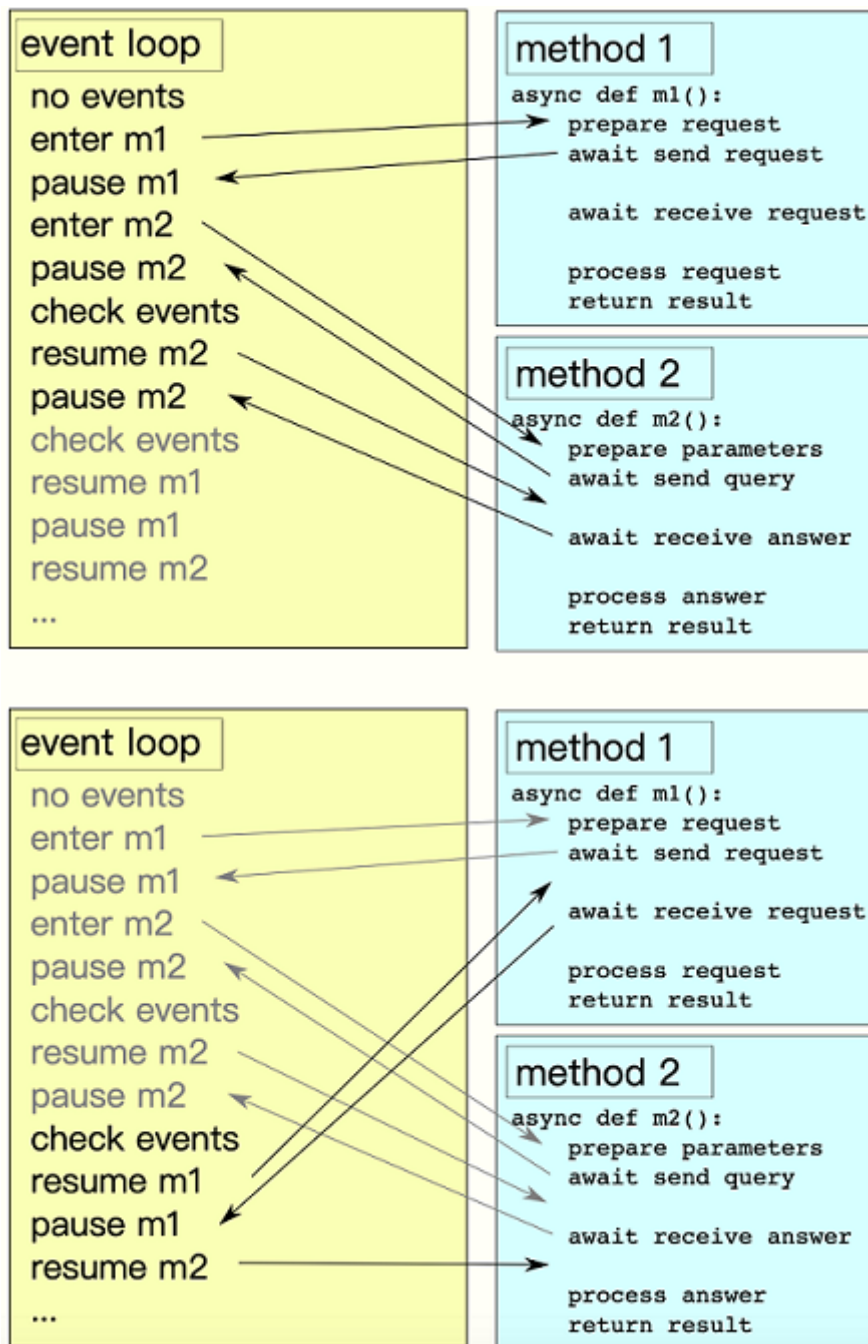 event loop
no events
enter m1
pause m1
enter m2
pause m2
check events
resume m2
pause m2
check events
resume m1
pause m1
resume m2
...
method 1
async def m1():
prepare request
await send request
await receive request
process request
return result
method 2
async def m2():
prepare parameters
await send query
await receive answer
process answer
return result
event loop
no events
enter m1
pause m1
enter m2
pause m2
check events
resume m2
pause m2
check events
resume m1
pause m1
resume m2
...
method 1
async def m1():
prepare request
await send request
await receive request
process request
return result
method 2
async def m2():
prepare parameters
await send query
await receive answer
process answer
return result